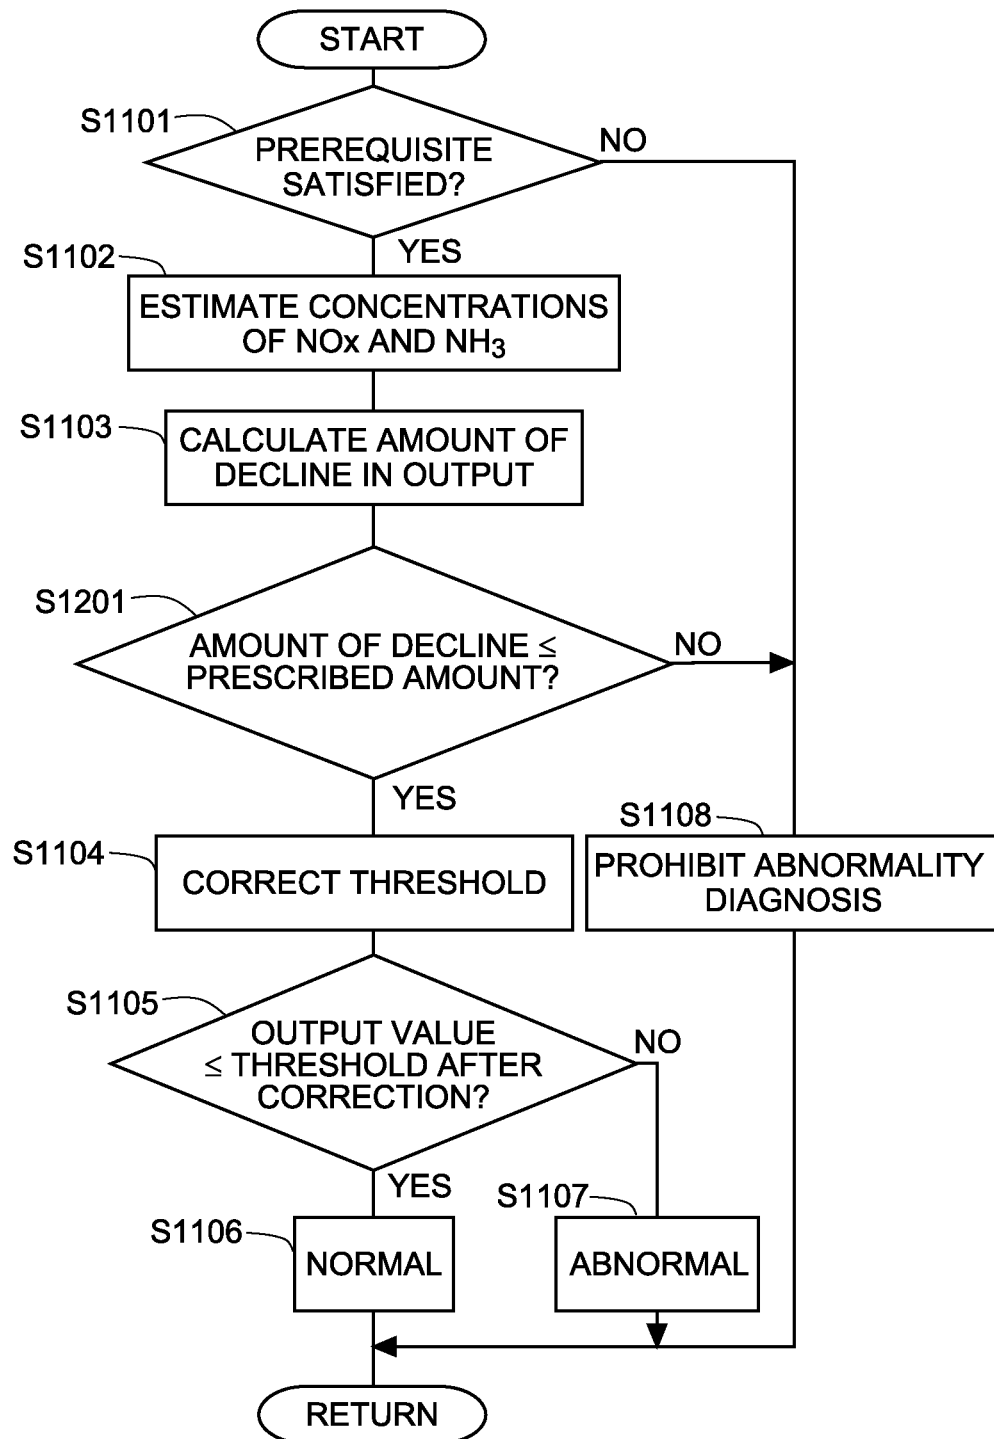 START
S1101
PREREQUISITE
SATISFIED?
NO
YES
S1102
ESTIMATE CONCENTRATIONS
OF NOx AND NH₃
S1103
CALCULATE AMOUNT OF
DECLINE IN OUTPUT
S1201
AMOUNT OF DECLINE ≤
PRESCRIBED AMOUNT?
NO
YES
S1104
CORRECT THRESHOLD
S1108
PROHIBIT ABNORMALITY
DIAGNOSIS
S1105
OUTPUT VALUE
≤ THRESHOLD AFTER
CORRECTION?
NO
YES
S1106
NORMAL
S1107
ABNORMAL
RETURN